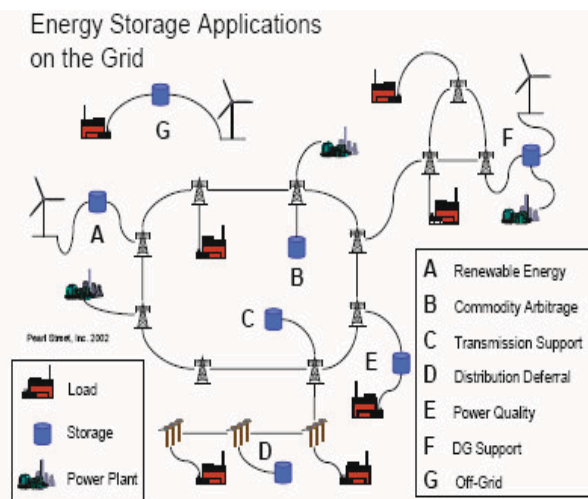 Energy Storage Applications
on the Grid
G
F
A
B
C
E
D
Pearl Street, Inc. 2002
Load
Storage
Power Plant
A Renewable Energy
B Commodity Arbitrage
C Transmission Support
D Distribution Deferral
E Power Quality
F DG Support
G Off-Grid